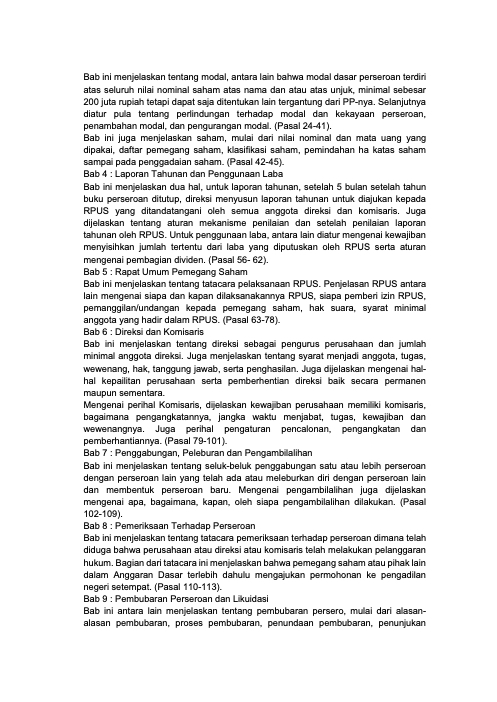 Bab ini menjelaskan tentang modal, antara lain bahwa modal dasar perseroan terdiri
atas seluruh nilai nominal saham atas nama dan atau atas unjuk, minimal sebesar
200 juta rupiah tetapi dapat saja ditentukan lain tergantung dari PP-nya. Selanjutnya
diatur pula tentang perlindungan terhadap modal dan kekayaan perseroan,
penambahan modal, dan pengurangan modal. (Pasal 24-41).
Bab ini juga menjelaskan saham, mulai dari nilai nominal dan mata uang yang
dipakai, daftar pemegang saham, klasifikasi saham, pemindahan ha katas saham
sampai pada penggadaian saham. (Pasal 42-45).
Bab 4 : Laporan Tahunan dan Penggunaan Laba
Bab ini menjelaskan dua hal, untuk laporan tahunan, setelah 5 bulan setelah tahun
buku perseroan ditutup, direksi menyusun laporan tahunan untuk diajukan kepada
RPUS yang ditandatangani oleh semua anggota direksi dan komisaris. Juga
dijelaskan tentang aturan mekanisme penilaian dan setelah penilaian laporan
tahunan oleh RPUS. Untuk penggunaan laba, antara lain diatur mengenai kewajiban
menyisihkan jumlah tertentu dari laba yang diputuskan oleh RPUS serta aturan
mengenai pembagian dividen. (Pasal 56- 62).
Bab 5 : Rapat Umum Pemegang Saham
Bab ini menjelaskan tentang tatacara pelaksanaan RPUS. Penjelasan RPUS antara
lain mengenai siapa dan kapan dilaksanakannya RPUS, siapa pemberi izin RPUS,
pemanggilan/undangan kepada pemegang saham, hak suara, syarat minimal
anggota yang hadir dalam RPUS. (Pasal 63-78).
Bab 6 : Direksi dan Komisaris
Bab ini menjelaskan tentang direksi sebagai pengurus perusahaan dan jumlah
minimal anggota direksi. Juga menjelaskan tentang syarat menjadi anggota, tugas,
wewenang, hak, tanggung jawab, serta penghasilan. Juga dijelaskan mengenai hal-
hal kepailitan perusahaan serta pemberhentian direksi baik secara permanen
maupun sementara.
Mengenai perihal Komisaris, dijelaskan kewajiban perusahaan memiliki komisaris,
bagaimana pengangkatannya, jangka waktu menjabat, tugas, kewajiban dan
wewenangnya. Juga perihal pengaturan pencalonan, pengangkatan dan
pemberhantiannya. (Pasal 79-101).
Bab 7 : Penggabungan, Peleburan dan Pengambilalihan
Bab ini menjelaskan tentang seluk-beluk penggabungan satu atau lebih perseroan
dengan perseroan lain yang telah ada atau meleburkan diri dengan perseroan lain
dan membentuk perseroan baru. Mengenai pengambilalihan juga dijelaskan
mengenai apa, bagaimana, kapan, oleh siapa pengambilalihan dilakukan. (Pasal
102-109).
Bab 8 : Pemeriksaan Terhadap Perseroan
Bab ini menjelaskan tentang tatacara pemeriksaan terhadap perseroan dimana telah
diduga bahwa perusahaan atau direksi atau komisaris telah melakukan pelanggaran
hukum. Bagian dari tatacara ini menjelaskan bahwa pemegang saham atau pihak lain
dalam Anggaran Dasar terlebih dahulu mengajukan permohonan ke pengadilan
negeri setempat. (Pasal 110-113).
Bab 9 : Pembubaran Perseroan dan Likuidasi
Bab ini antara lain menjelaskan tentang pembubaran persero, mulai dari alasan-
alasan pembubaran, proses pembubaran, penundaan pembubaran, penunjukan